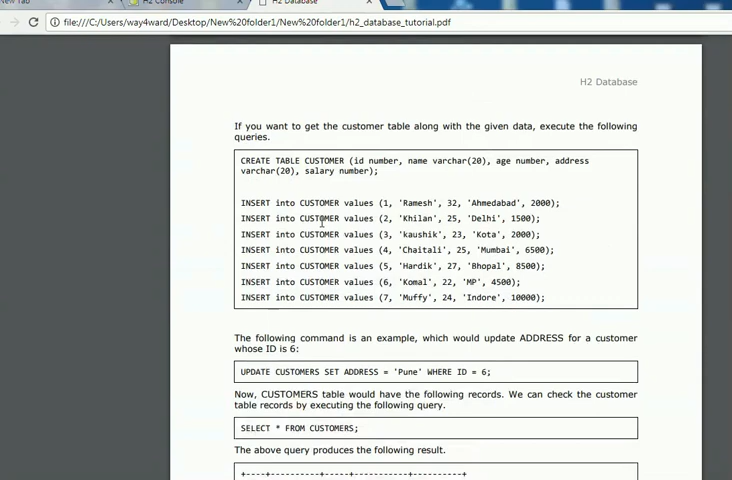 New Tab
H2 Console
H2 Database
file:///C:/Users/way4ward/Desktop/New%20folder1/New%20folder1/h2_database_tutorial.pdf
H2 Database
If you want to get the customer table along with the given data, execute the following
queries.
CREATE TABLE CUSTOMER (id number, name varchar(20), age number, address
varchar(20), salary number);
INSERT into CUSTOMER values (1, 'Ramesh', 32, 'Ahmedabad', 2000);
INSERT into CUSTOMER values (2, 'Khilan', 25, 'Delhi', 1500);
INSERT into CUSTOMER values (3, 'kaushik', 23, 'Kota', 2000);
INSERT into CUSTOMER values (4, 'Chaitali', 25, 'Mumbai', 6500);
INSERT into CUSTOMER values (5, 'Hardik', 27, 'Bhopal', 8500);
INSERT into CUSTOMER values (6, 'Komal', 22, 'MP', 4500);
INSERT into CUSTOMER values (7, 'Muffy', 24, 'Indore', 10000);
The following command is an example, which would update ADDRESS for a customer
whose ID is 6:
UPDATE CUSTOMERS SET ADDRESS = 'Pune' WHERE ID = 6;
Now, CUSTOMERS table would have the following records. We can check the customer
table records by executing the following query.
SELECT * FROM CUSTOMERS;
The above query produces the following result.
+----+----------+-----+-----------+----------+